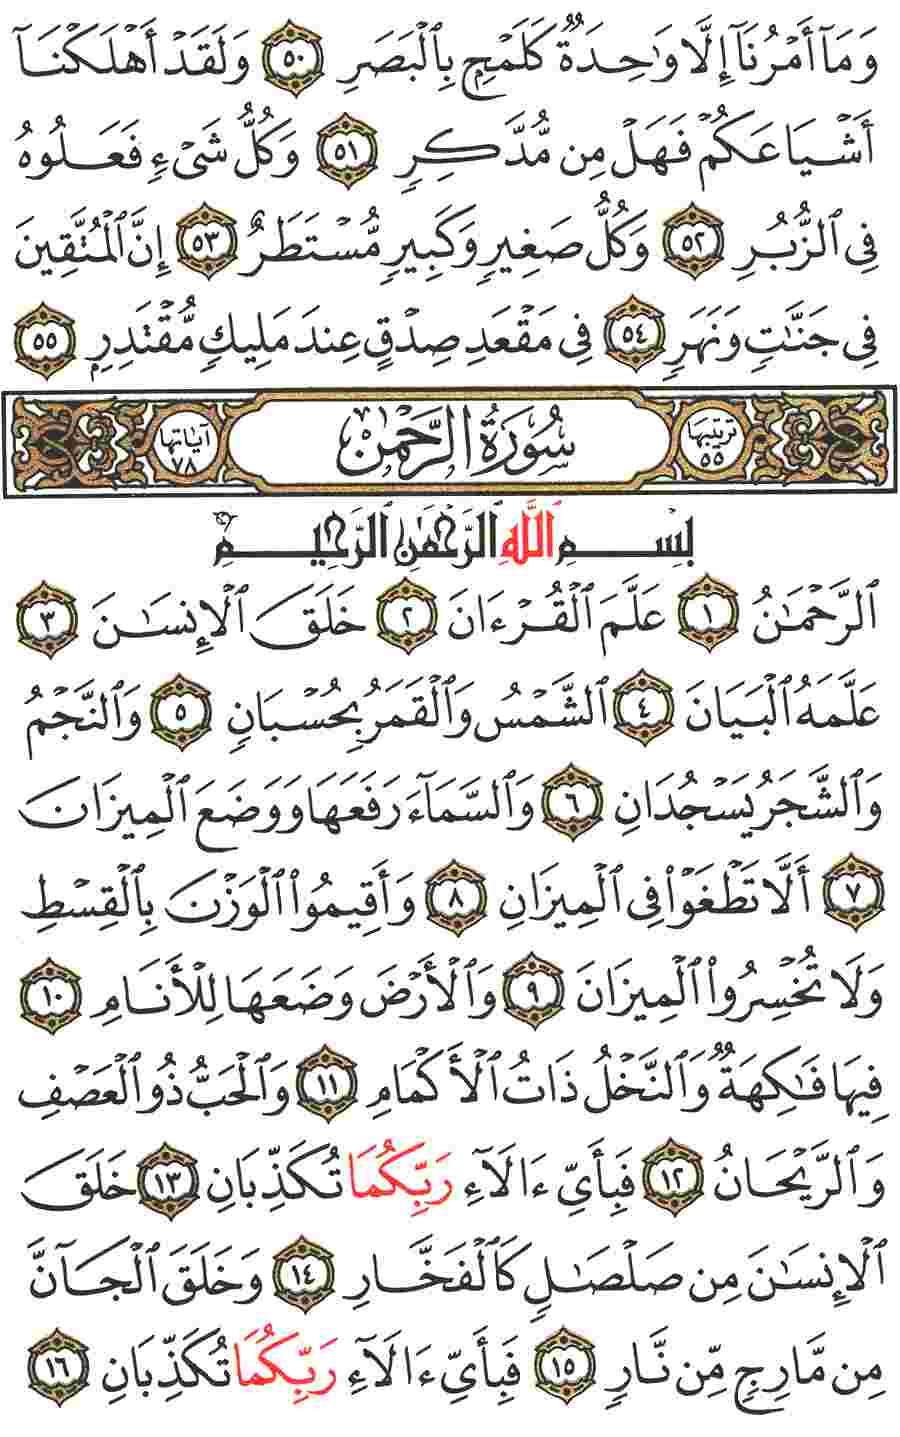 وَمَآ أَمْرُنَآ إِلَّا وَٰحِدَةٌ كَلَمْحٍۭ بِٱلْبَصَرِ ٥٠ وَلَقَدْ أَهْلَكْنَآ
أَشْيَاعَكُمْ فَهَلْ مِن مُّدَّكِرٍ ٥١ وَكُلُّ شَىْءٍ فَعَلُوهُ
فِى ٱلزُّبُرِ ٥٢ وَكُلُّ صَغِيرٍ وَكَبِيرٍ مُّسْتَطَرٌ ٥٣ إِنَّ ٱلْمُتَّقِينَ
فِى جَنَّـٰتٍ وَنَهَرٍ ٥٤ فِى مَقْعَدِ صِدْقٍ عِندَ مَلِيكٍ مُّقْتَدِرٍۭ ٥٥
ترتيبها ٥٥ سُورَةُ الرَّحْمٰن آياتها ٧٨
بِسْمِ ٱللَّهِ ٱلرَّحْمَـٰنِ ٱلرَّحِيمِ
ٱلرَّحْمَـٰنُ ١ عَلَّمَ ٱلْقُرْءَانَ ٢ خَلَقَ ٱلْإِنسَـٰنَ ٣
عَلَّمَهُ ٱلْبَيَانَ ٤ ٱلشَّمْسُ وَٱلْقَمَرُ بِحُسْبَانٍ ٥ وَٱلنَّجْمُ
وَٱلشَّجَرُ يَسْجُدَانِ ٦ وَٱلسَّمَآءَ رَفَعَهَا وَوَضَعَ ٱلْمِيزَانَ
٧ أَلَّا تَطْغَوْا۟ فِى ٱلْمِيزَانِ ٨ وَأَقِيمُوا۟ ٱلْوَزْنَ بِٱلْقِسْطِ
وَلَا تُخْسِرُوا۟ ٱلْمِيزَانَ ٩ وَٱلْأَرْضَ وَضَعَهَا لِلْأَنَامِ ١٠
فِيهَا فَـٰكِهَةٌ وَٱلنَّخْلُ ذَاتُ ٱلْأَكْمَامِ ١١ وَٱلْحَبُّ ذُو ٱلْعَصْفِ
وَٱلرَّيْحَانُ ١٢ فَبِأَىِّ ءَالَآءِ رَبِّكُمَا تُكَذِّبَانِ ١٣ خَلَقَ
ٱلْإِنسَـٰنَ مِن صَلْصَـٰلٍ كَٱلْفَخَّارِ ١٤ وَخَلَقَ ٱلْجَآنَّ
مِن مَّارِجٍ مِّن نَّارٍ ١٥ فَبِأَىِّ ءَالَآءِ رَبِّكُمَا تُكَذِّبَانِ ١٦